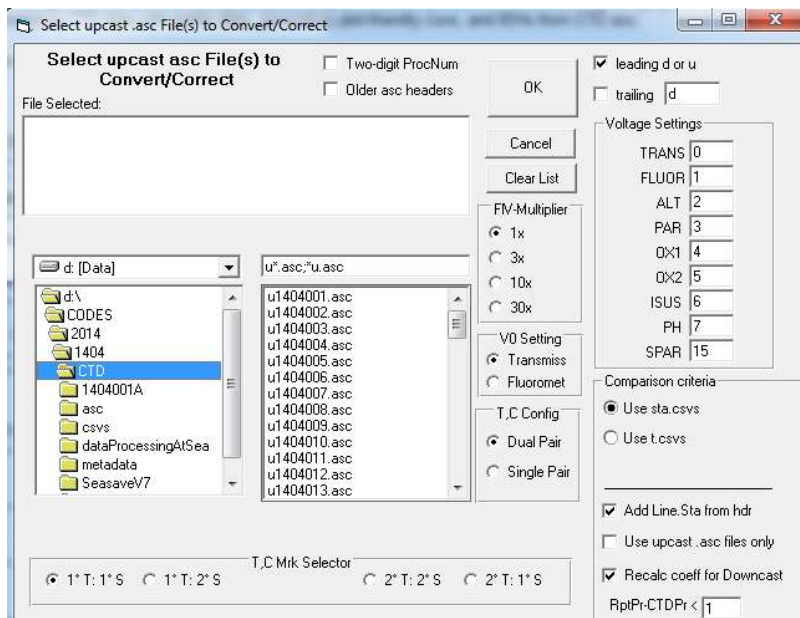 Select upcast .asc File(s) to Convert/Correct
Select upcast asc File(s) to
Convert/Correct
Two-digit ProcNum
Older asc headers
File Selected:
OK
Cancel
Clear List
leading d or u
trailing d
Voltage Settings
TRANS 0
FLUOR 1
ALT 2
PAR 3
OX1 4
OX2 5
ISUS 6
PH 7
SPAR 15
FlV-Multiplier
1x
3x
10x
30x
V0 Setting
Transmiss
Fluoromet
T,C Config
Dual Pair
Single Pair
d: [Data]
d:\
CODES
2014
1404
CTD
1404001A
asc
csvs
dataProcessingAtSea
metadata
SeasaveV7
u*.asc;*u.asc
u1404001.asc
u1404002.asc
u1404003.asc
u1404004.asc
u1404005.asc
u1404006.asc
u1404007.asc
u1404008.asc
u1404009.asc
u1404010.asc
u1404011.asc
u1404012.asc
u1404013.asc
Comparison criteria
Use sta.csvs
Use t.csvs
Add Line.Sta from hdr
Use upcast .asc files only
Recalc coeff for Downcast
RptPr-CTDPr < 1
T,C Mrk Selector
1° T: 1° S
1° T: 2° S
2° T: 2° S
2° T: 1° S